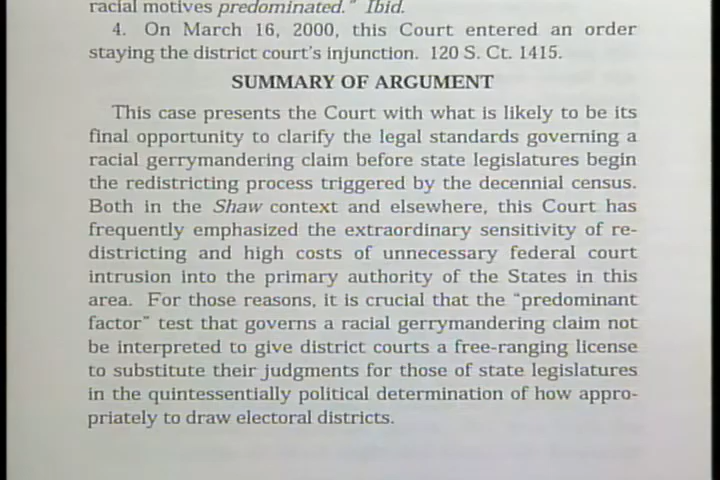 racial motives predominated." Ibid.
4. On March 16, 2000, this Court entered an order
staying the district court's injunction. 120 S. Ct. 1415.
SUMMARY OF ARGUMENT
This case presents the Court with what is likely to be its
final opportunity to clarify the legal standards governing a
racial gerrymandering claim before state legislatures begin
the redistricting process triggered by the decennial census.
Both in the Shaw context and elsewhere, this Court has
frequently emphasized the extraordinary sensitivity of re-
districting and high costs of unnecessary federal court
intrusion into the primary authority of the States in this
area. For those reasons, it is crucial that the "predominant
factor" test that governs a racial gerrymandering claim not
be interpreted to give district courts a free-ranging license
to substitute their judgments for those of state legislatures
in the quintessentially political determination of how appro-
priately to draw electoral districts.